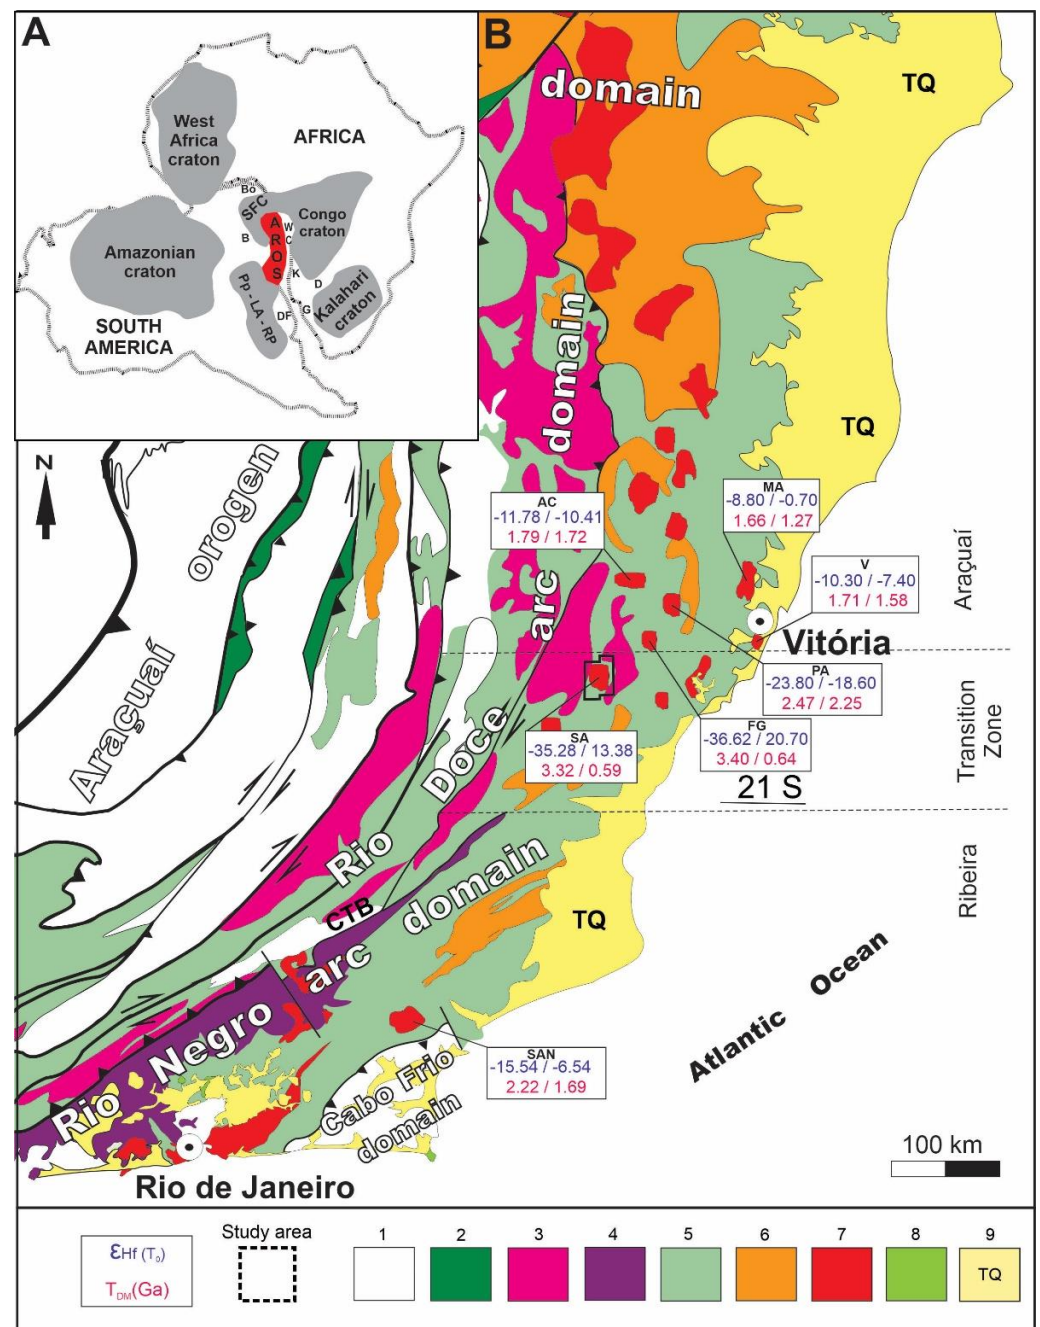 A
West
Africa
craton
AFRICA
Bo
SFC
A
R
O
S
W
C
Congo
craton
B
Amazonian
craton
K
D
Pp - LA - RP
G
DF
Kalahari
craton
SOUTH
AMERICA
B
domain
TQ
domain
TQ
N
orogen
Araçuaí
AC
-11.78 / -10.41
1.79 / 1.72
MA
-8.80 / -0.70
1.66 / 1.27
V
-10.30 / -7.40
1.71 / 1.58
Araçuaí
arc
Vitória
PA
-23.80 / -18.60
2.47 / 2.25
FG
-36.62 / 20.70
3.40 / 0.64
SA
-35.28 / 13.38
3.32 / 0.59
Transition
Zone
21 S
Doce
Rio
CTB
domain
arc
Negro
Rio
TQ
Ribeira
Atlantic Ocean
SAN
-15.54 / -6.54
2.22 / 1.69
Cabo Frio
domain
100 km
Rio de Janeiro
Study area
εHf (T₀)
T_DM(Ga)
1 2 3 4 5 6 7 8 9
TQ